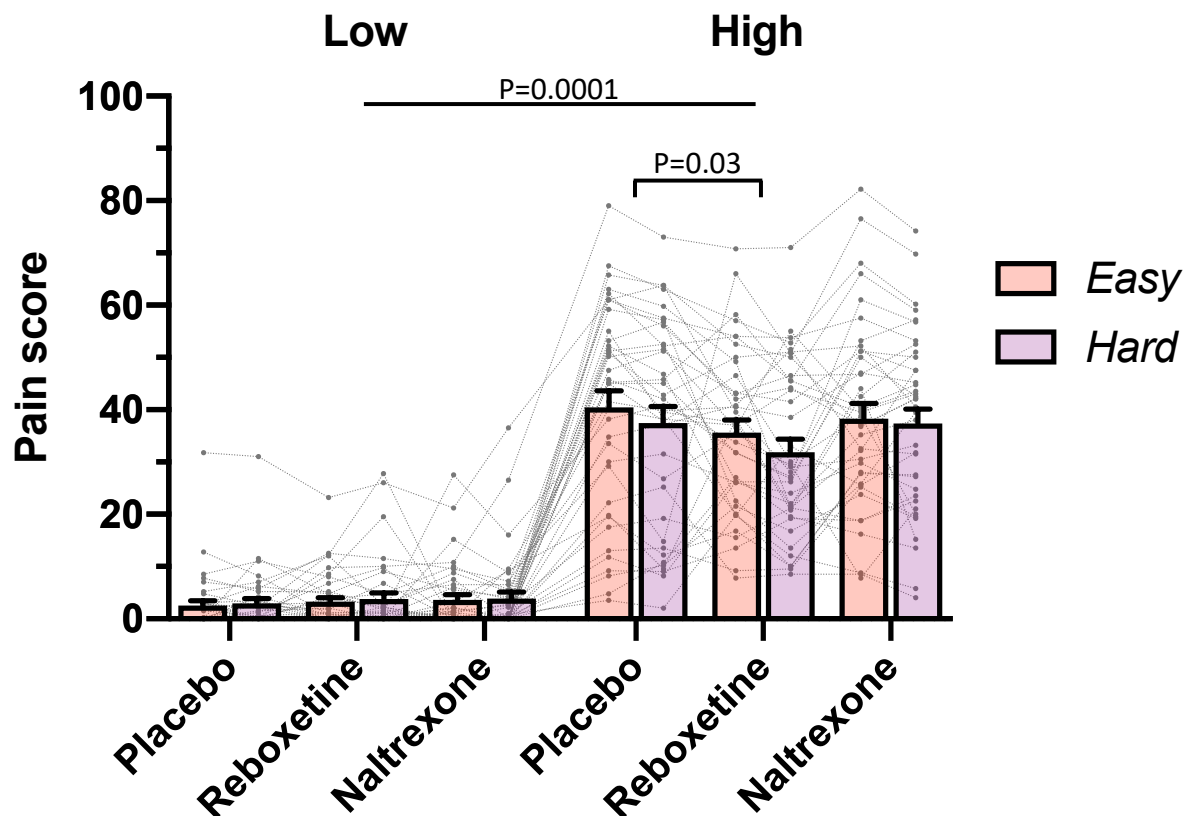 Low High
P=0.0001
P=0.03
100
80
60
40
20
0
Pain score
Easy
Hard
Placebo Reboxetine Naltrexone Placebo Reboxetine Naltrexone